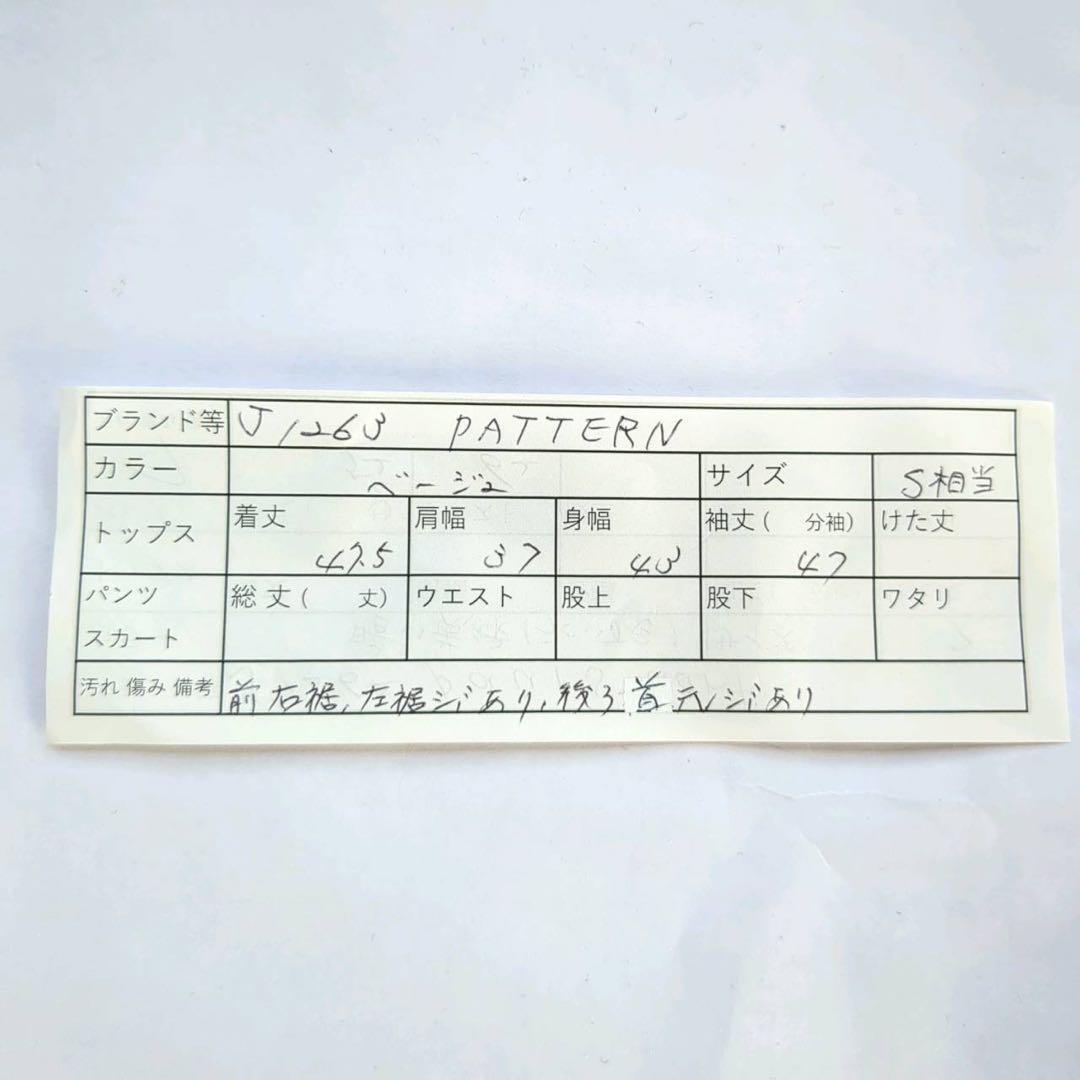 ブランド等 J1263 PATTERN
カラー ベージュ サイズ S相当
トップス 着丈 47.5 肩幅 37 身幅 43 袖丈( 分袖) 47 けた丈
パンツ スカート 総丈( 丈) ウエスト 股上 股下 ワタリ
汚れ 傷み 備考 前右裾、左裾シミあり、後ろ首元シミあり